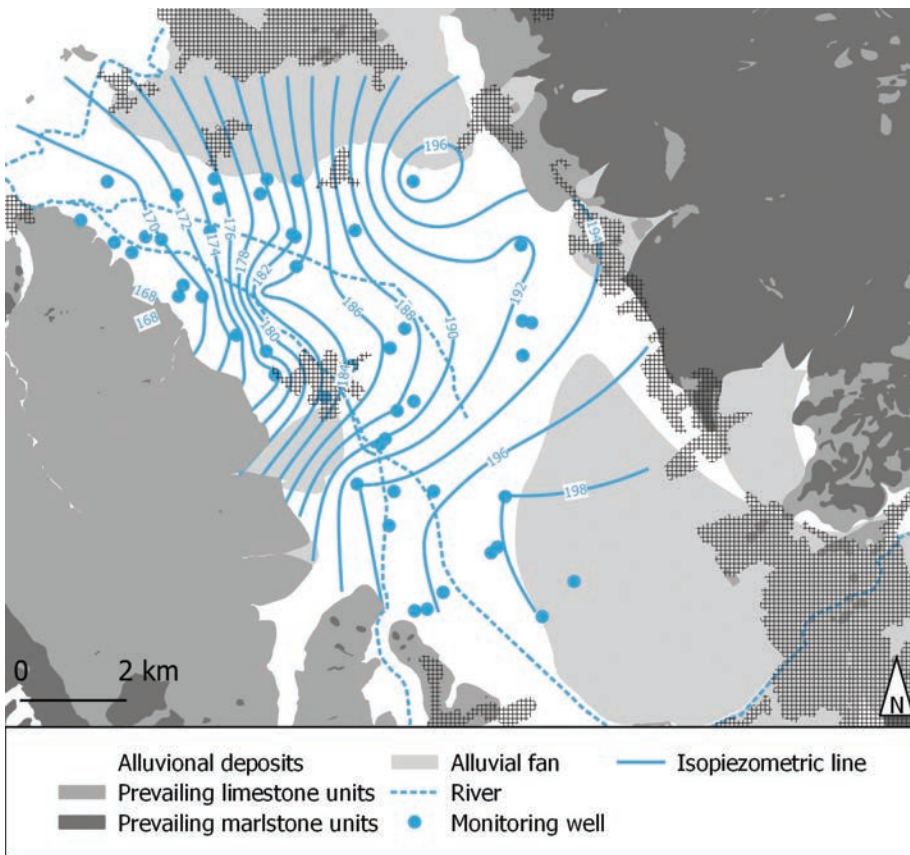 196
194
170
172
174
176
178
182
192
168
168
180
186
188
190
184
196
198
0 2 km
N
Alluvional deposits
Alluvial fan
Isopiezometric line
Prevailing limestone units
River
Prevailing marlstone units
Monitoring well